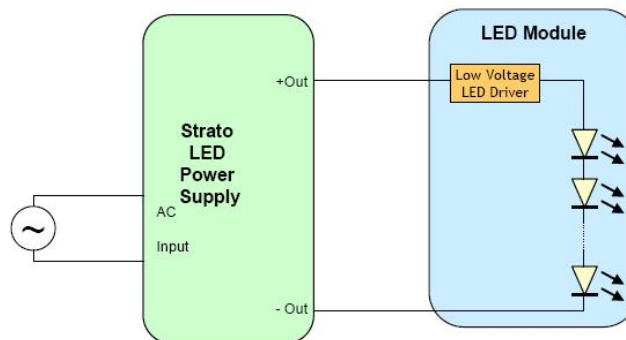 LED Module
Low Voltage
LED Driver
+Out
Strato
LED
Power
Supply
AC
Input
- Out
~